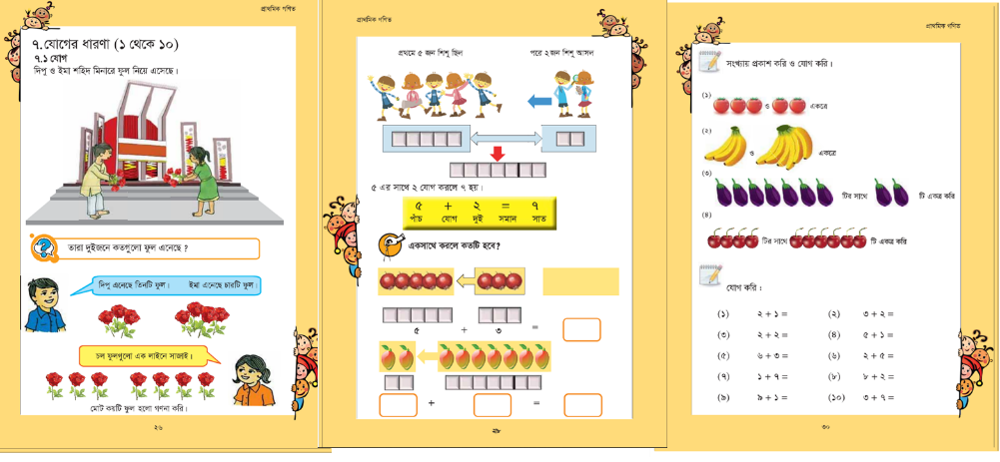 প্রাথমিক গণিত
৭.যোগের ধারণা (১ থেকে ১০)
৭.১ যোগ
দিপু ও ইমা শহিদ মিনারে ফুল নিয়ে এসেছে।
তারা দুইজনে কতগুলো ফুল এনেছে ?
দিপু এনেছে তিনটি ফুল।
ইমা এনেছে চারটি ফুল।
চল ফুলগুলো এক লাইনে সাজাই।
মোট কয়টি ফুল হলো গণনা করি।
২৬
প্রাথমিক গণিত
প্রথমে ৫ জন শিশু ছিল
পরে ২ জন শিশু আসল
৫ এর সাথে ২ যোগ করলে ৭ হয়।
৫ + ২ = ৭
পাঁচ যোগ দুই সমান সাত
একসাথে করলে কতটি হবে?
৫ + ৩ =
+ =
২৮
প্রাথমিক গণিত
সংখ্যায় প্রকাশ করি ও যোগ করি।
(১) ও একত্রে
(২) ও একত্রে
(৩) টির সাথে টি একত্র করি
(৪) টির সাথে টি একত্র করি
যোগ করি :
(১) ২ + ১ = (২) ৩ + ২ =
(৩) ২ + ২ = (৪) ৫ + ১ =
(৫) ৬ + ৩ = (৬) ২ + ৫ =
(৭) ১ + ৭ = (৮) ৮ + ২ =
(৯) ৯ + ১ = (১০) ৩ + ৭ =
৩০